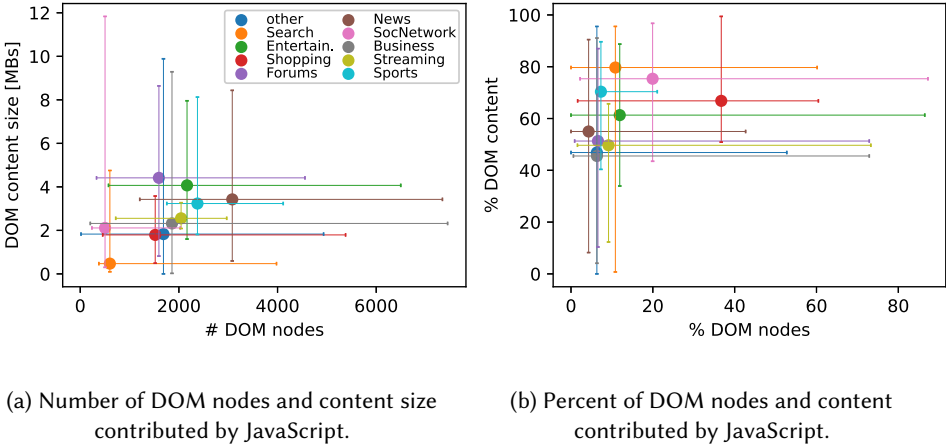 12
10
8
6
4
2
0
DOM content size [MBs]
other
Search
Entertain.
Shopping
Forums
News
SocNetwork
Business
Streaming
Sports
0 2000 4000 6000
# DOM nodes
100
80
60
40
20
0
% DOM content
0 20 40 60 80
% DOM nodes
(a) Number of DOM nodes and content size
contributed by JavaScript.
(b) Percent of DOM nodes and content
contributed by JavaScript.